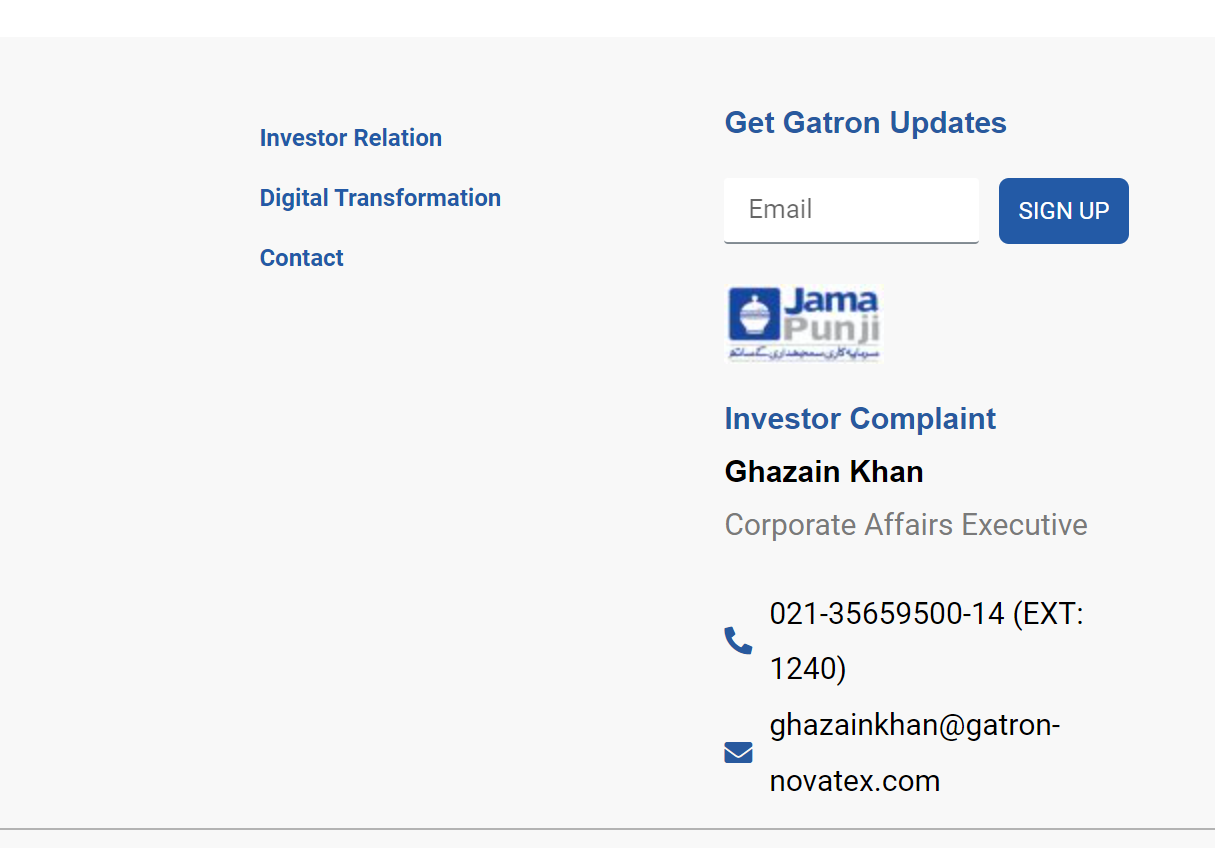 Investor Relation
Digital Transformation
Contact
Get Gatron Updates
Email
SIGN UP
Jama
Punji
سرمایہ کاری سمجھداری کے ساتھ
Investor Complaint
Ghazain Khan
Corporate Affairs Executive
021-35659500-14 (EXT:
1240)
ghazainkhan@gatron-
novatex.com